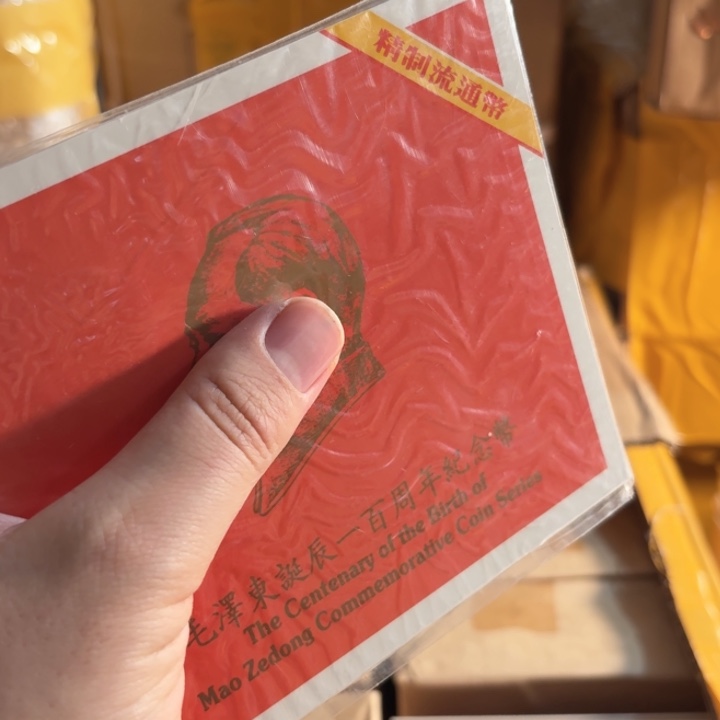 精制流通幣
毛澤東誕辰一百周年紀念幣
The Centenary of the Birth of
Mao Zedong Commemorative Coin Series